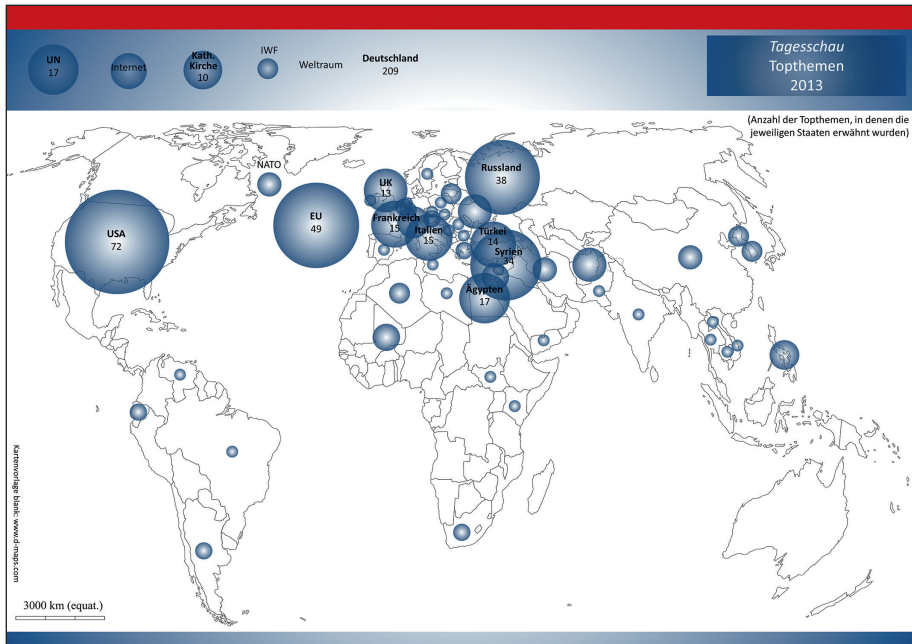 UN
17
Internet
Kath.
Kirche
10
IWF
Weltraum
Deutschland
209
Tagesschau
Topthemen
2013
(Anzahl der Topthemen, in denen die
jeweiligen Staaten erwähnt wurden)
NATO
USA
72
EU
49
UK
13
Russland
38
Frankreich
15
Italien
15
Türkei
14
Syrien
34
Ägypten
17
Kartenvorlage blank: www.d-maps.com
3000 km (equat.)